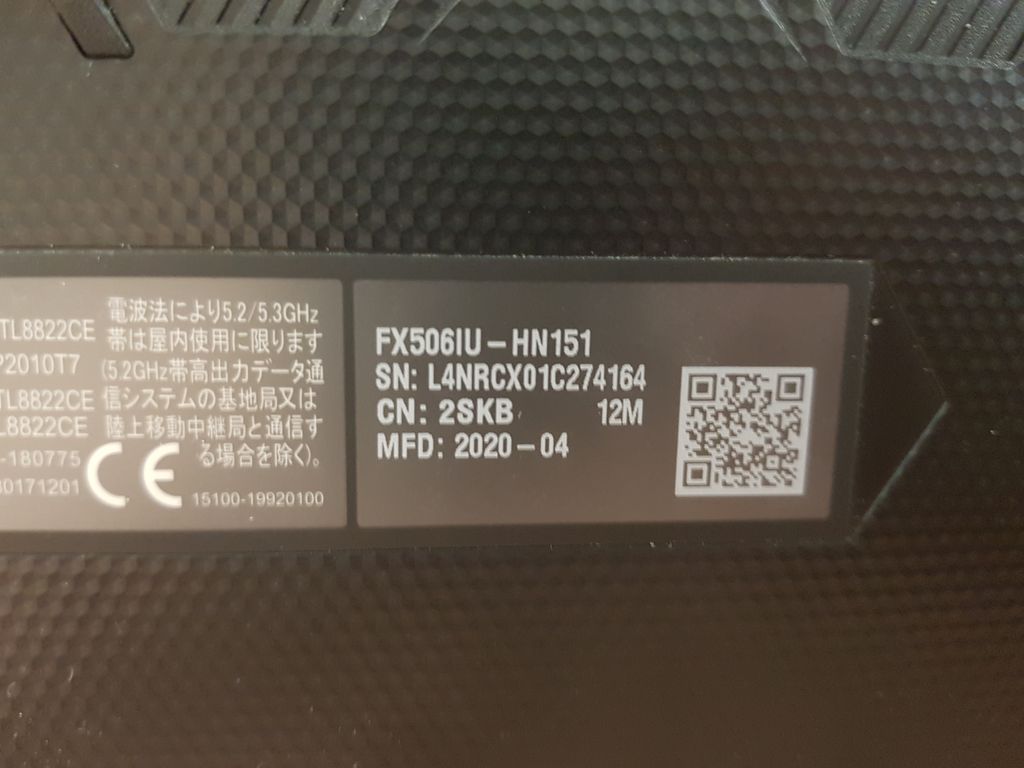 TL8822CE
P2010T7
TL8822CE
L8822CE
-180775
80171201
電波法により5.2/5.3GHz
帯は屋内使用に限ります
(5.2GHz帯高出力データ通
信システムの基地局又は
陸上移動中継局と通信す
る場合を除く)。
CE
15100-19920100
FX506IU-HN151
SN: L4NRCX01C274164
CN: 2SKB 12M
MFD: 2020-04